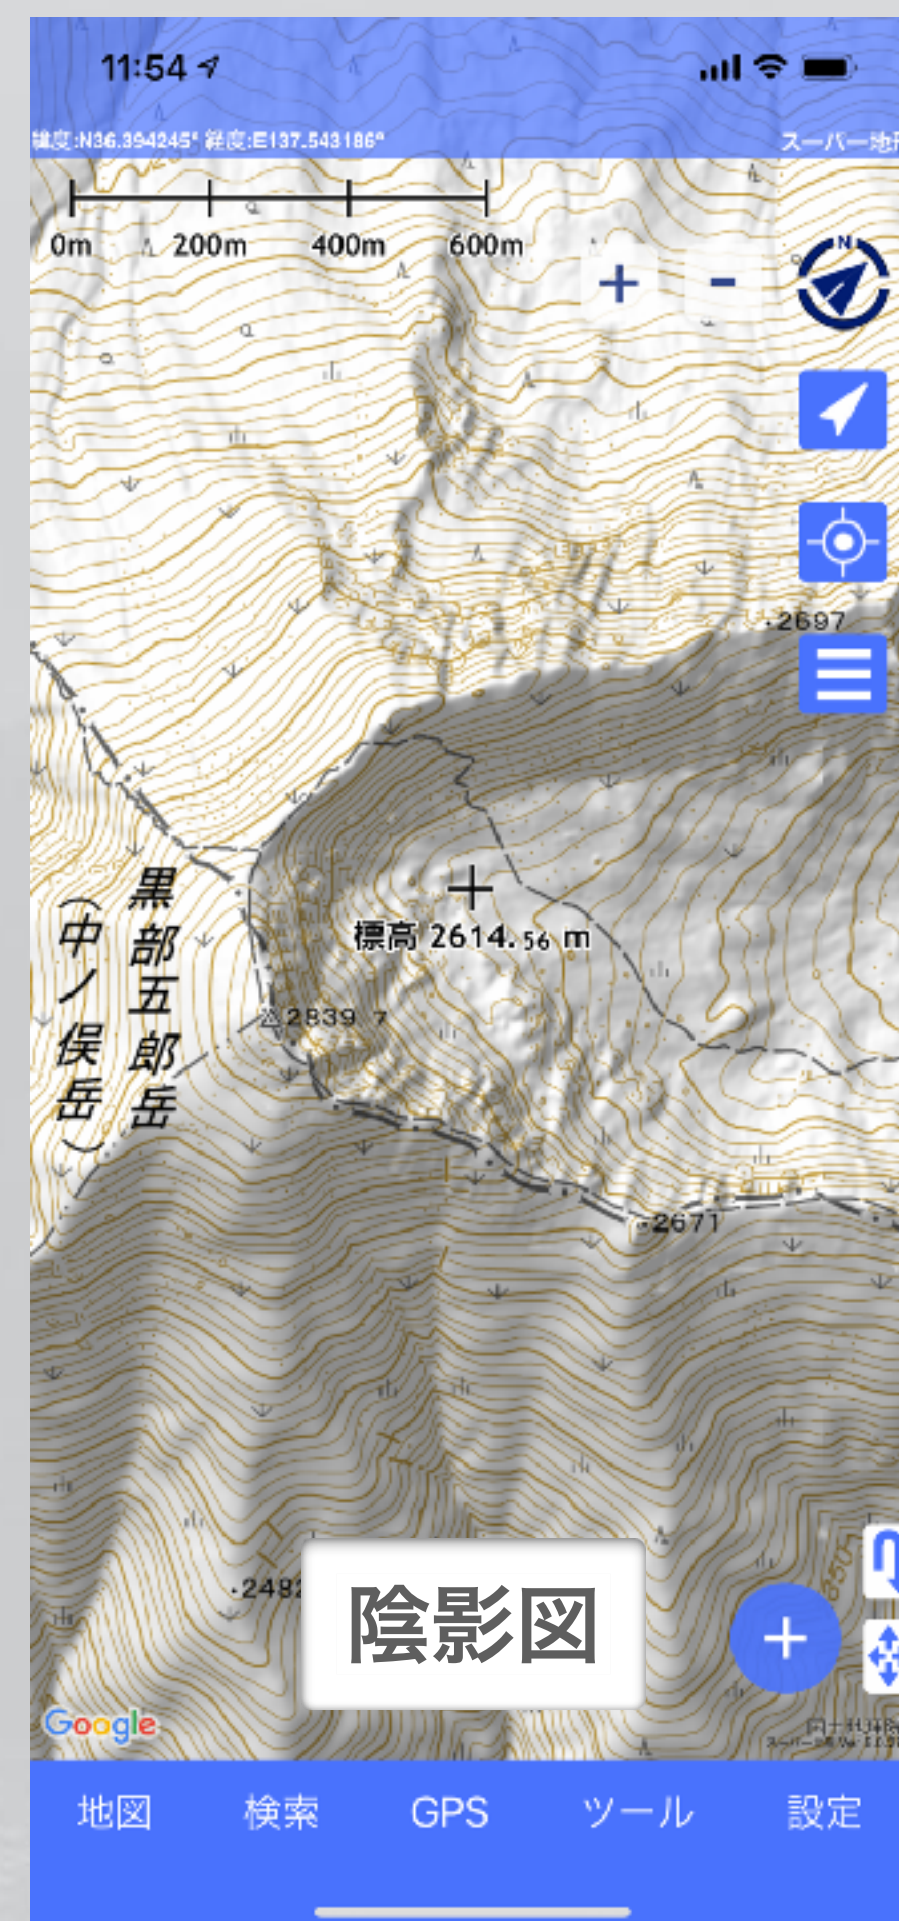 11:54
緯度:N36.394245° 経度:E137.543186°
スーパー地形
0m 200m 400m 600m
+ -
N
2697
黒部五郎岳
(中ノ俣岳)
標高 2614.56 m
2839.7
2671
2482
陰影図
+
Google
地図 検索 GPS ツール 設定